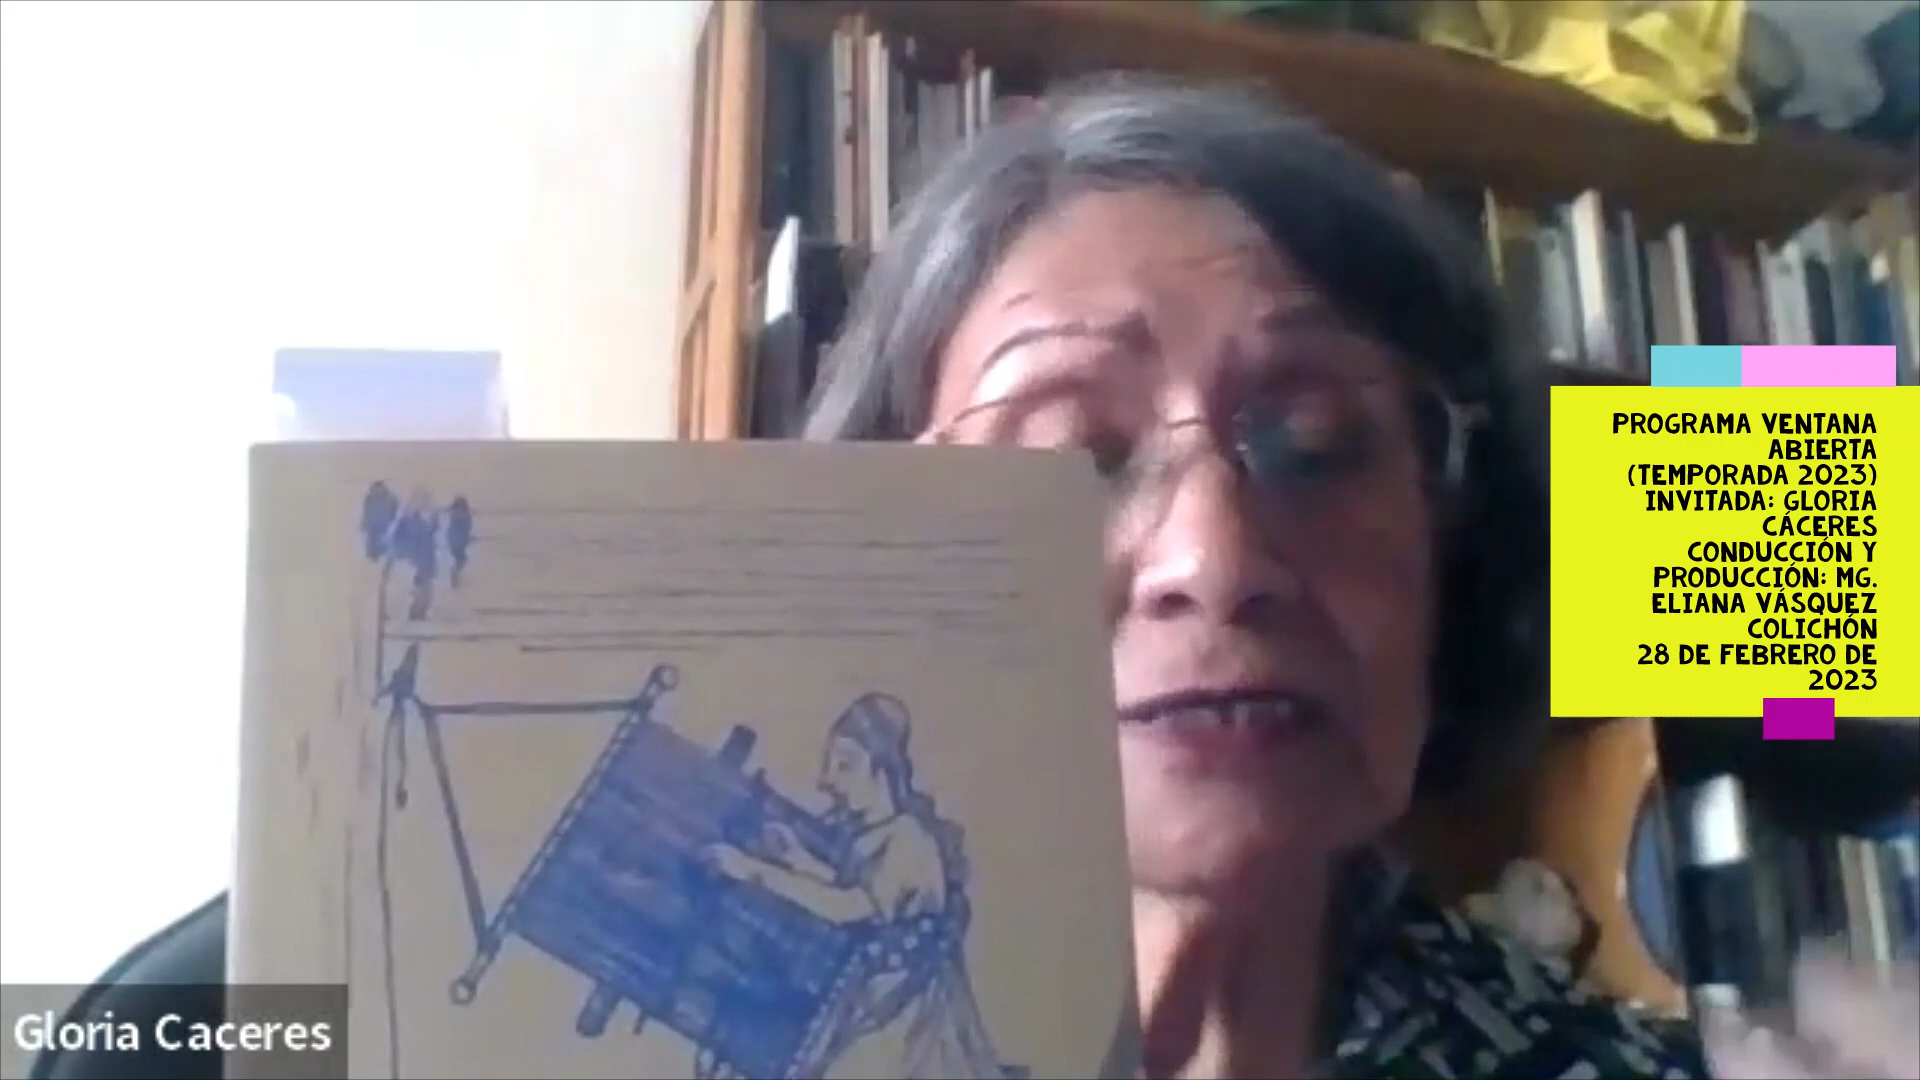 PROGRAMA VENTANA
ABIERTA
(TEMPORADA 2023)
INVITADA: GLORIA
CÁCERES
CONDUCCIÓN Y
PRODUCCIÓN: MG.
ELIANA VÁSQUEZ
COLICHÓN
28 DE FEBRERO DE
2023
Gloria Caceres